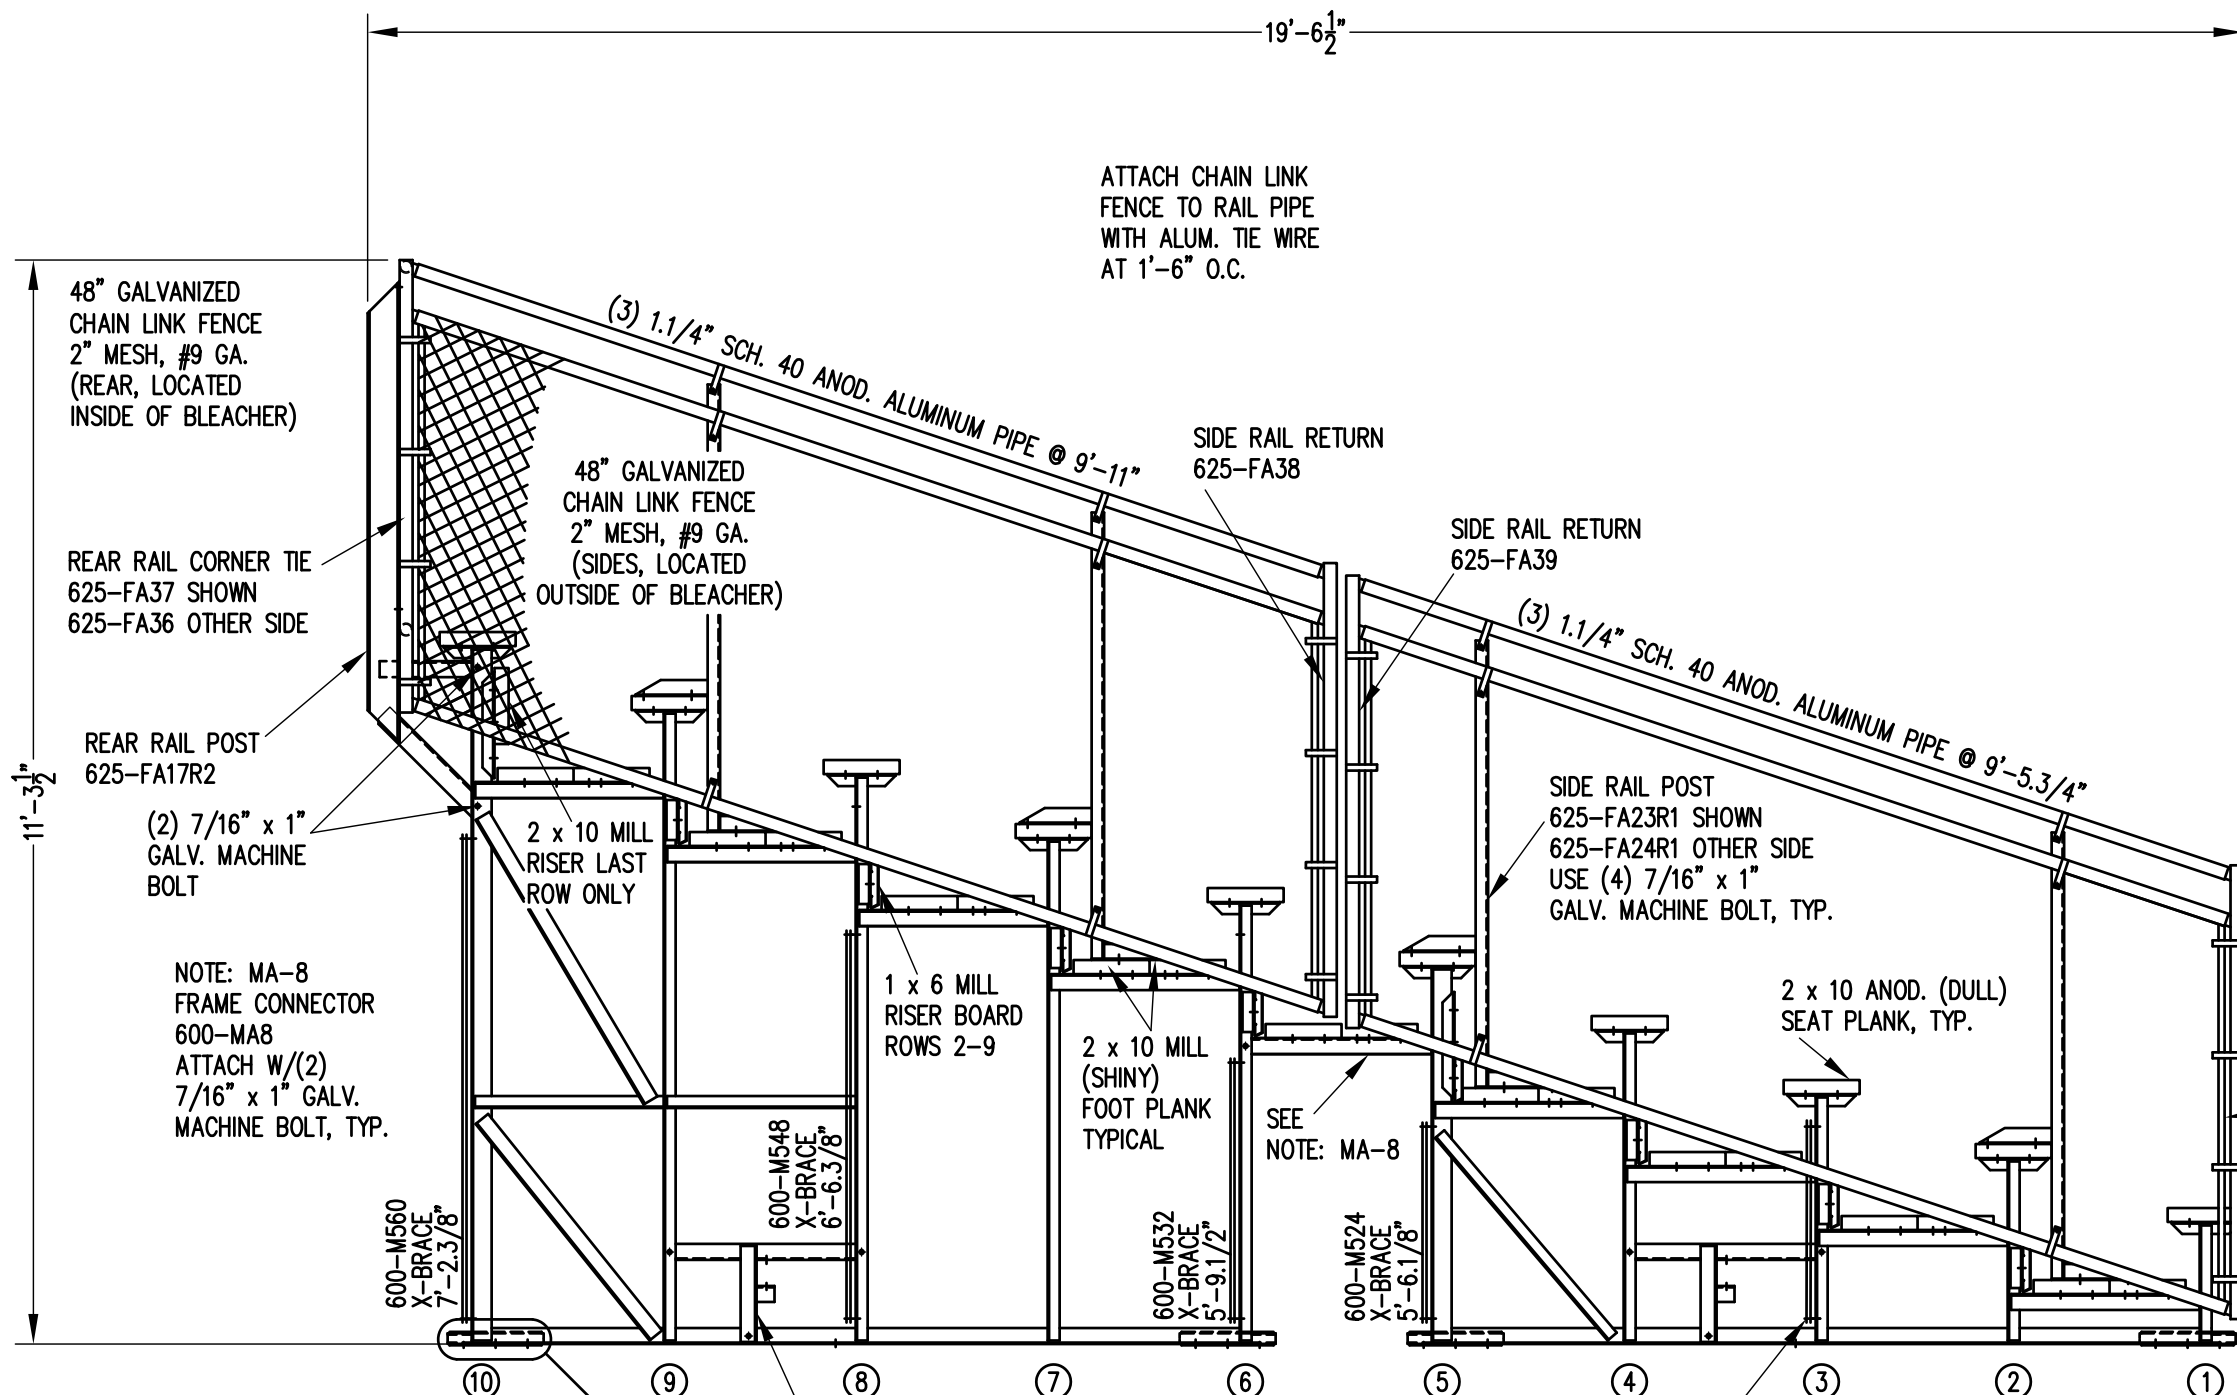 19'-6½"
ATTACH CHAIN LINK
FENCE TO RAIL PIPE
WITH ALUM. TIE WIRE
AT 1'-6" O.C.
48" GALVANIZED
CHAIN LINK FENCE
2" MESH, #9 GA.
(REAR, LOCATED
INSIDE OF BLEACHER)
(3) 1.1/4" SCH. 40 ANOD. ALUMINUM PIPE @ 9'-11"
SIDE RAIL RETURN
625-FA38
48" GALVANIZED
CHAIN LINK FENCE
2" MESH, #9 GA.
(SIDES, LOCATED
OUTSIDE OF BLEACHER)
SIDE RAIL RETURN
625-FA39
REAR RAIL CORNER TIE
625-FA37 SHOWN
625-FA36 OTHER SIDE
(3) 1.1/4" SCH. 40 ANOD. ALUMINUM PIPE @ 9'-5.3/4"
REAR RAIL POST
625-FA17R2
11'-3½"
(2) 7/16" x 1"
GALV. MACHINE
BOLT
2 x 10 MILL
RISER LAST
ROW ONLY
SIDE RAIL POST
625-FA23R1 SHOWN
625-FA24R1 OTHER SIDE
USE (4) 7/16" x 1"
GALV. MACHINE BOLT, TYP.
NOTE: MA-8
FRAME CONNECTOR
600-MA8
ATTACH W/(2)
7/16" x 1" GALV.
MACHINE BOLT, TYP.
1 x 6 MILL
RISER BOARD
ROWS 2-9
2 x 10 MILL
(SHINY)
FOOT PLANK
TYPICAL
2 x 10 ANOD. (DULL)
SEAT PLANK, TYP.
SEE
NOTE: MA-8
600-M560
X-BRACE
7'-2.3/8"
600-M548
X-BRACE
6'-6.3/8"
600-M532
X-BRACE
5'-9.1/2"
600-M524
X-BRACE
5'-6.1/8"
10 9 8 7 6 5 4 3 2 1